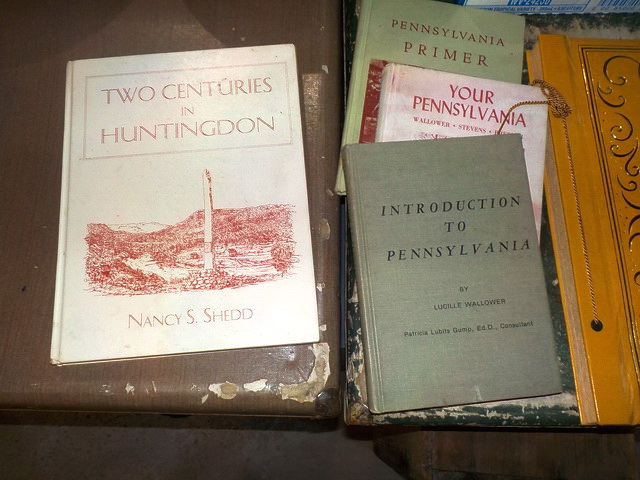 TWO CENTURIES
IN
HUNTINGDON
NANCY S. SHEDD
PENNSYLVANIA
PRIMER
YOUR
PENNSYLVANIA
WALLOWER • STEVENS •
INTRODUCTION
TO
PENNSYLVANIA
BY
LUCILLE WALLOWER
Patricia Lubits Gump, Ed.D., Consultant